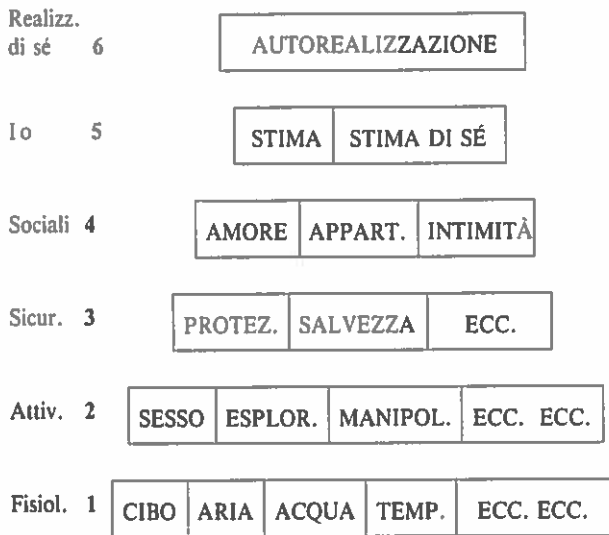 Realizz.
di sé 6 AUTOREALIZZAZIONE
Io 5 STIMA STIMA DI SÉ
Sociali 4 AMORE APPART. INTIMITÀ
Sicur. 3 PROTEZ. SALVEZZA ECC.
Attiv. 2 SESSO ESPLOR. MANIPOL. ECC. ECC.
Fisiol. 1 CIBO ARIA ACQUA TEMP. ECC. ECC.